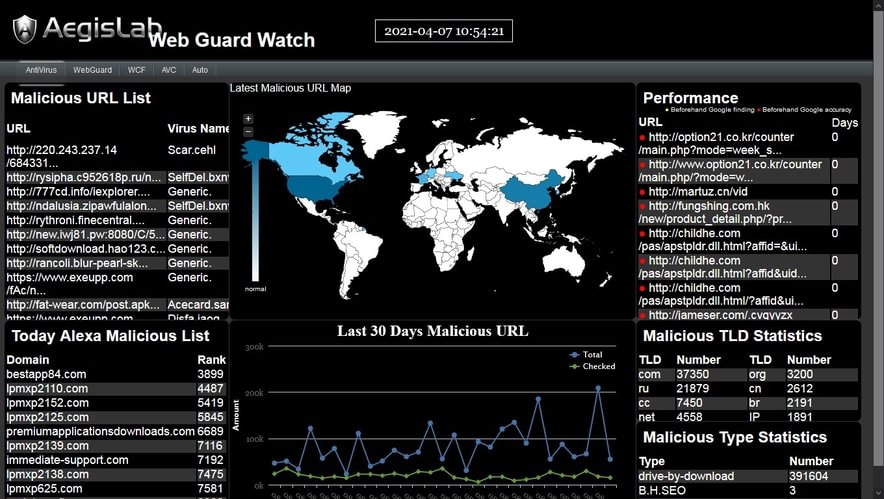 AegisLab
Web Guard Watch
2021-04-07 10:54:21
AntiVirus WebGuard WCF AVC Auto
Malicious URL List
URL Virus Name
http://220.243.237.14 Scar.cehl
/684331...
http://rysipha.c952618p.ru/n... SelfDel.bxn
http://777cd.info/iexplorer.... Generic.
http://ndalusia.zipawfulalon... SelfDel.bxn
http://rythroni.finecentral.... Generic.
http://new.iwj81.pw:8080/C/5... Generic.
http://softdownload.hao123.c... Generic.
http://rancoli.blur-pearl-sk... Generic.
https://www.exeupp.com Generic.
/fAc/n...
http://fat-wear.com/post.apk... Acecard.sar
https://www.exeupp.com
Latest Malicious URL Map
+
−
normal
Performance
Beforehand Google finding Beforehand Google accuracy
URL Days
http://option21.co.kr/counter 0
/main.php?mode=week_s...
http://www.option21.co.kr/counter 0
/main.php/?mode=w...
http://martuz.cn/vid 0
http://fungshing.com.hk 0
/new/product_detail.php/?pr...
http://childhe.com 0
/pas/apstpldr.dll.html?affid=&ui...
http://childhe.com 0
/pas/apstpldr.dll.html?affid&uid...
http://childhe.com 0
/pas/apstpldr.dll.html/?affid&ui...
http://jameser.com/.cvqyyzx 0
Today Alexa Malicious List
Domain Rank
bestapp84.com 3899
lpmxp2110.com 4487
lpmxp2152.com 5419
lpmxp2125.com 5845
premiumapplicationsdownloads.com 6689
lpmxp2139.com 7116
immediate-support.com 7192
lpmxp2138.com 7475
lpmxp625.com 7581
Last 30 Days Malicious URL
Total
Checked
Amount
300k
200k
100k
0k
Malicious TLD Statistics
TLD Number TLD Number
com 37350 org 3200
ru 21879 cn 2612
cc 7450 br 2191
net 4558 IP 1891
Malicious Type Statistics
Type Number
drive-by-download 391604
B.H.SEO 3